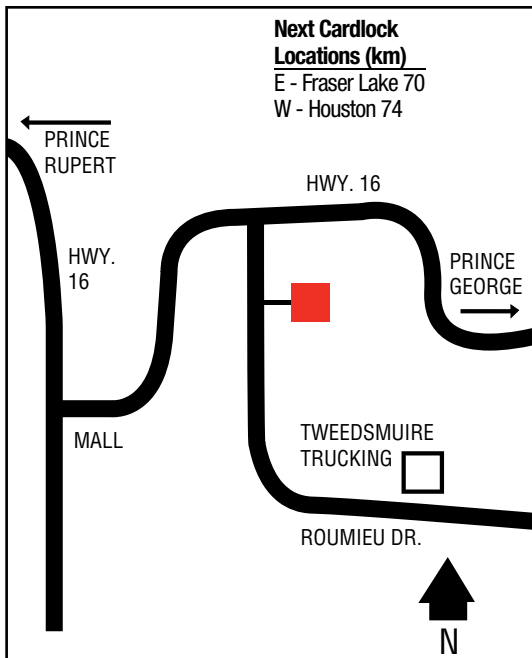 Next Cardlock
Locations (km)
E - Fraser Lake 70
W - Houston 74
PRINCE
RUPERT
HWY. 16
HWY.
16
PRINCE
GEORGE
MALL
TWEEDSMUIRE
TRUCKING
ROUMIEU DR.
N